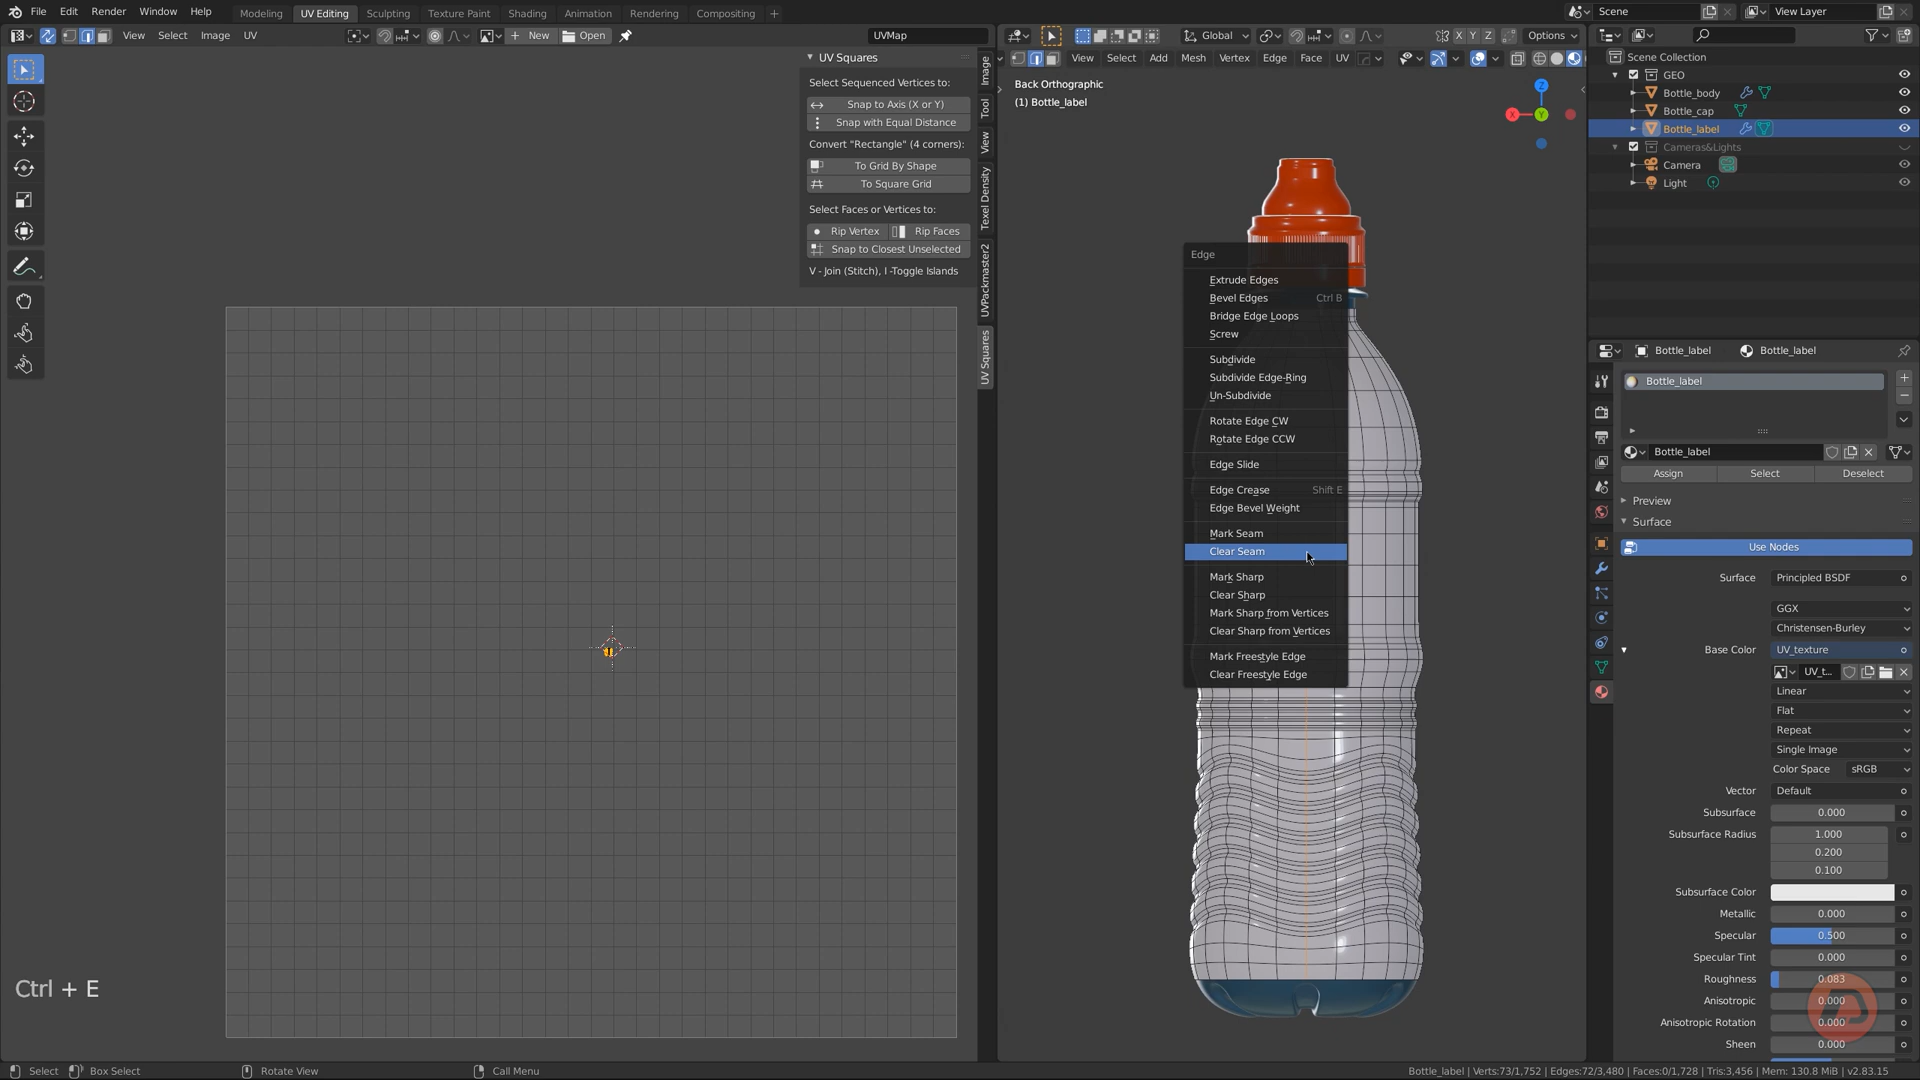 File Edit Render Window Help Modeling UV Editing Sculpting Texture Paint Shading Animation Rendering Compositing + Scene View Layer
View Select Image UV New Open UVMap Global X Y Z Options
View Select Add Mesh Vertex Edge Face UV
UV Squares
Select Sequenced Vertices to:
Snap to Axis (X or Y)
Snap with Equal Distance
Convert "Rectangle" (4 corners):
To Grid By Shape
To Square Grid
Select Faces or Vertices to:
Rip Vertex Rip Faces
Snap to Closest Unselected
V - Join (Stitch), I -Toggle Islands
Image
Tool
View
Texel Density
UVPackmaster2
UV Squares
Back Orthographic
(1) Bottle_label
Z
X
Y
Edge
Extrude Edges
Bevel Edges Ctrl B
Bridge Edge Loops
Screw
Subdivide
Subdivide Edge-Ring
Un-Subdivide
Rotate Edge CW
Rotate Edge CCW
Edge Slide
Edge Crease Shift E
Edge Bevel Weight
Mark Seam
Clear Seam
Mark Sharp
Clear Sharp
Mark Sharp from Vertices
Clear Sharp from Vertices
Mark Freestyle Edge
Clear Freestyle Edge
Scene Collection
GEO
Bottle_body
Bottle_cap
Bottle_label
Cameras&Lights
Camera
Light
Bottle_label Bottle_label
Bottle_label
Bottle_label
Assign Select Deselect
Preview
Surface
Use Nodes
Surface Principled BSDF
GGX
Christensen-Burley
Base Color UV_texture
UV_t...
Linear
Flat
Repeat
Single Image
Color Space sRGB
Vector Default
Subsurface 0.000
Subsurface Radius 1.000
0.200
0.100
Subsurface Color
Metallic 0.000
Specular 0.500
Specular Tint 0.000
Roughness 0.083
Anisotropic 0.000
Anisotropic Rotation 0.000
Sheen 0.000
Ctrl + E
Select Box Select Rotate View Call Menu Bottle_label | Verts:73/1,752 | Edges:72/3,480 | Faces:0/1,728 | Tris:3,456 | Mem: 130.8 MiB | v2.83.15